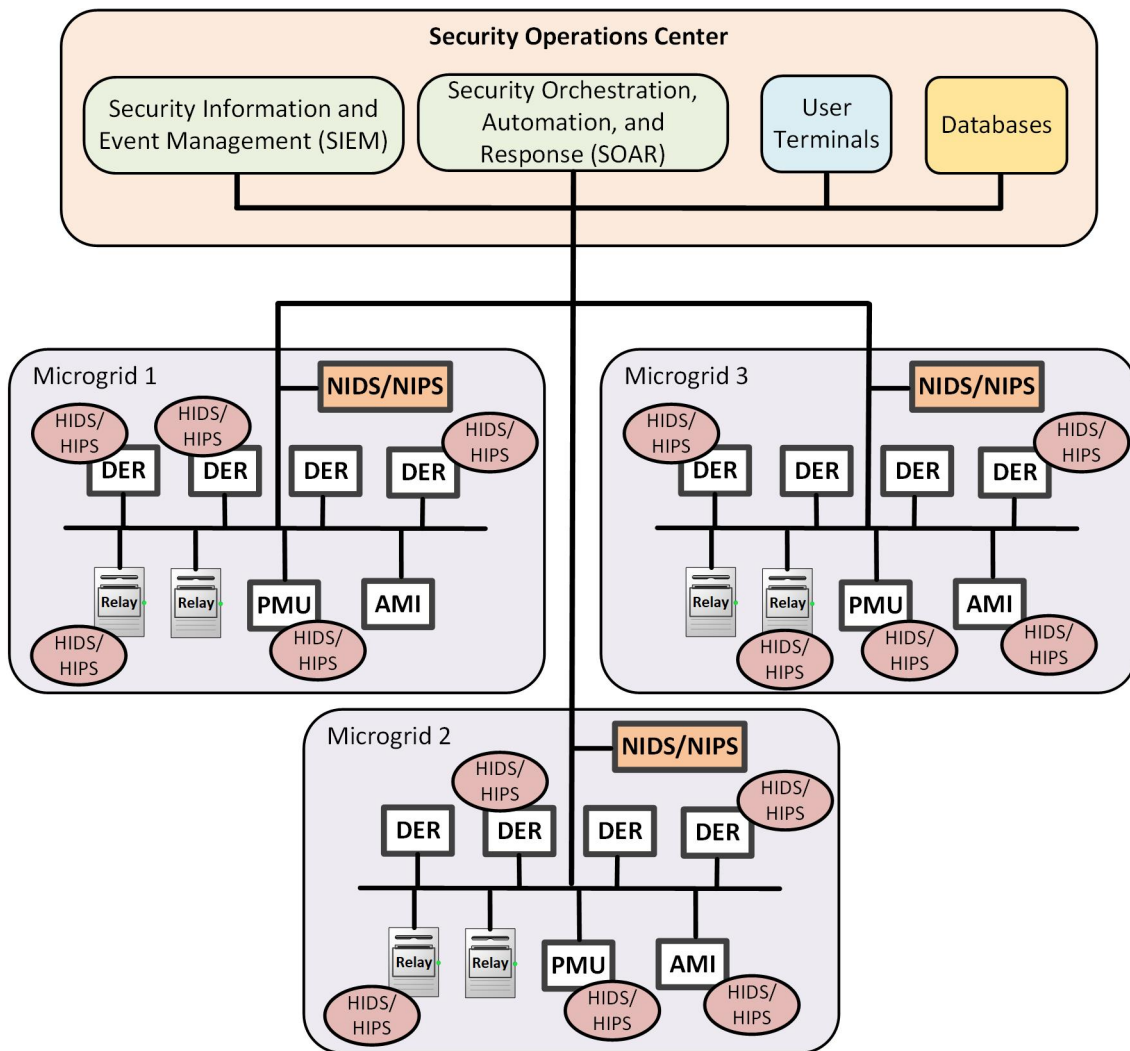 Security Operations Center
Security Information and
Event Management (SIEM)
Security Orchestration,
Automation, and
Response (SOAR)
User
Terminals
Databases
Microgrid 1
NIDS/NIPS
HIDS/
HIPS
DER
HIDS/
HIPS
DER
DER
HIDS/
HIPS
DER
Relay
HIDS/
HIPS
Relay
PMU
HIDS/
HIPS
AMI
Microgrid 3
NIDS/NIPS
HIDS/
HIPS
DER
DER
DER
HIDS/
HIPS
DER
Relay
Relay
HIDS/
HIPS
PMU
HIDS/
HIPS
AMI
HIDS/
HIPS
Microgrid 2
NIDS/NIPS
DER
HIDS/
HIPS
DER
DER
HIDS/
HIPS
DER
Relay
HIDS/
HIPS
Relay
PMU
HIDS/
HIPS
AMI
HIDS/
HIPS